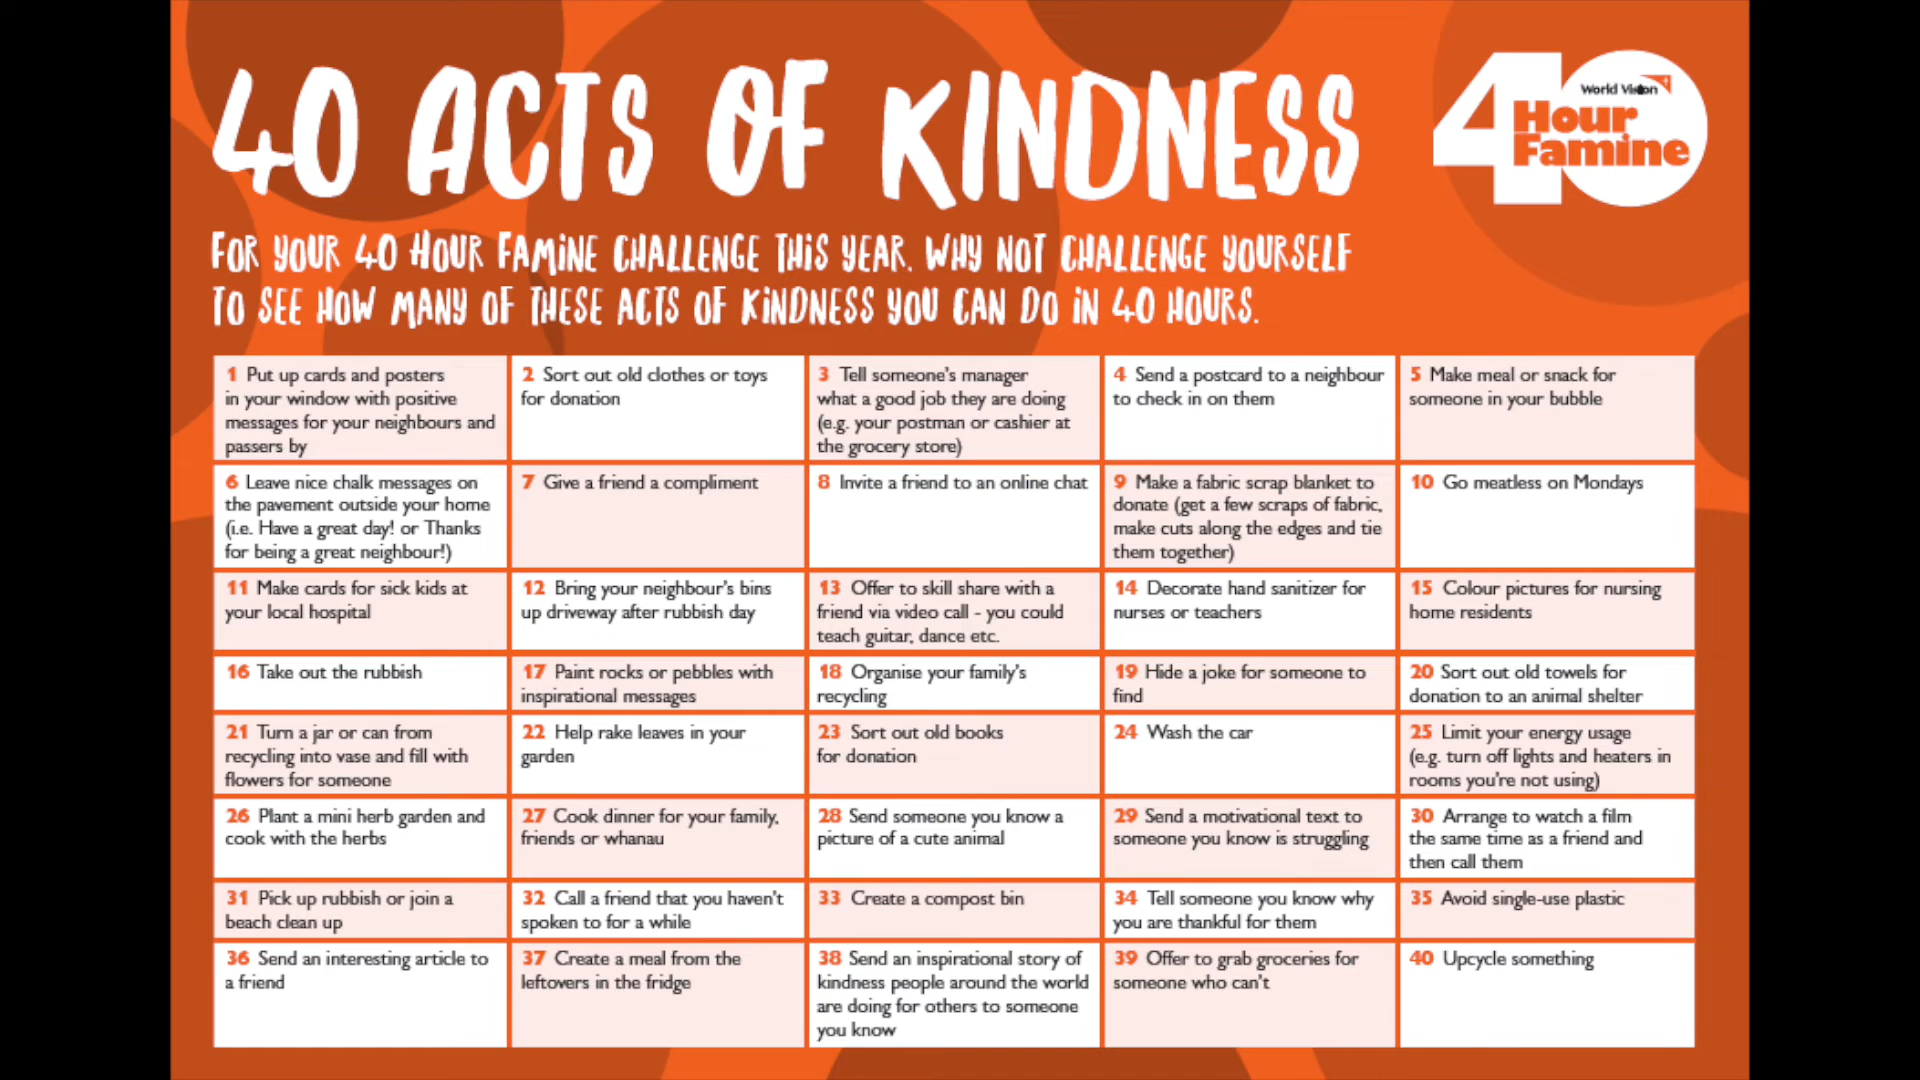 40 ACTS OF KINDNESS
World Vision
40 Hour
Famine
FOR YOUR 40 HOUR FAMINE CHALLENGE THIS YEAR. WHY NOT CHALLENGE YOURSELF
TO SEE HOW MANY OF THESE ACTS OF KINDNESS YOU CAN DO IN 40 HOURS.
1 Put up cards and posters
in your window with positive
messages for your neighbours and
passers by
2 Sort out old clothes or toys
for donation
3 Tell someone's manager
what a good job they are doing
(e.g. your postman or cashier at
the grocery store)
4 Send a postcard to a neighbour
to check in on them
5 Make meal or snack for
someone in your bubble
6 Leave nice chalk messages on
the pavement outside your home
(i.e. Have a great day! or Thanks
for being a great neighbour!)
7 Give a friend a compliment
8 Invite a friend to an online chat
9 Make a fabric scrap blanket to
donate (get a few scraps of fabric,
make cuts along the edges and tie
them together)
10 Go meatless on Mondays
11 Make cards for sick kids at
your local hospital
12 Bring your neighbour's bins
up driveway after rubbish day
13 Offer to skill share with a
friend via video call - you could
teach guitar, dance etc.
14 Decorate hand sanitizer for
nurses or teachers
15 Colour pictures for nursing
home residents
16 Take out the rubbish
17 Paint rocks or pebbles with
inspirational messages
18 Organise your family's
recycling
19 Hide a joke for someone to
find
20 Sort out old towels for
donation to an animal shelter
21 Turn a jar or can from
recycling into vase and fill with
flowers for someone
22 Help rake leaves in your
garden
23 Sort out old books
for donation
24 Wash the car
25 Limit your energy usage
(e.g. turn off lights and heaters in
rooms you're not using)
26 Plant a mini herb garden and
cook with the herbs
27 Cook dinner for your family,
friends or whanau
28 Send someone you know a
picture of a cute animal
29 Send a motivational text to
someone you know is struggling
30 Arrange to watch a film
the same time as a friend and
then call them
31 Pick up rubbish or join a
beach clean up
32 Call a friend that you haven't
spoken to for a while
33 Create a compost bin
34 Tell someone you know why
you are thankful for them
35 Avoid single-use plastic
36 Send an interesting article to
a friend
37 Create a meal from the
leftovers in the fridge
38 Send an inspirational story of
kindness people around the world
are doing for others to someone
you know
39 Offer to grab groceries for
someone who can't
40 Upcycle something